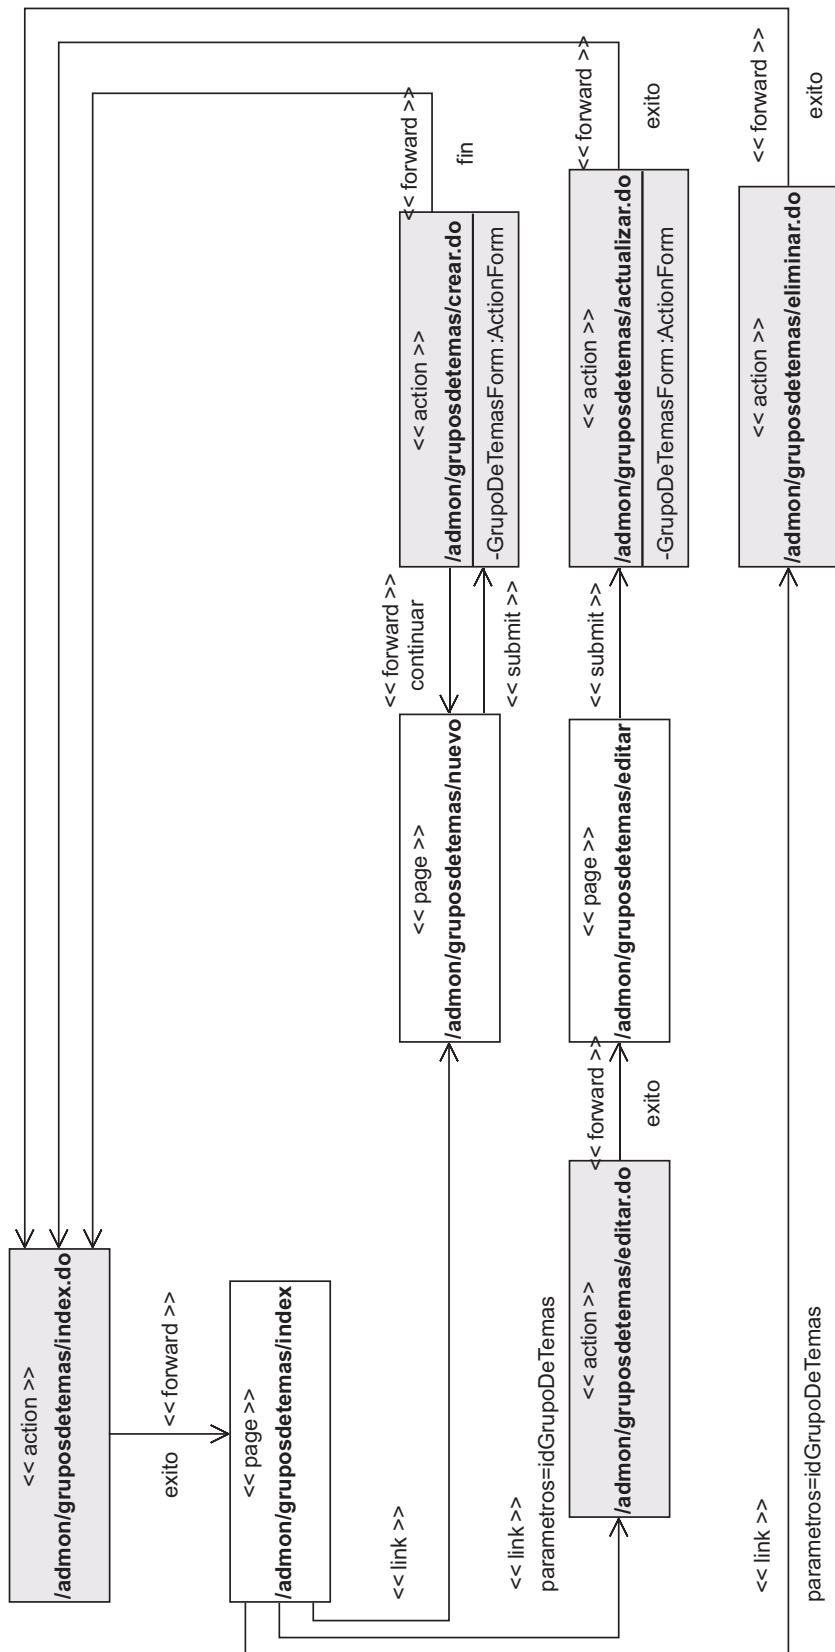 << action >>
/admon/gruposdetemas/index.do
exito
<< forward >>
<< page >>
/admon/gruposdetemas/index
<< link >>
<< page >>
/admon/gruposdetemas/nuevo
<< forward >>
continuar
<< submit >>
<< action >>
/admon/gruposdetemas/crear.do
-GrupoDeTemasForm:ActionForm
<< forward >>
fin
<< link >>
parametros=idGrupoDeTemas
<< action >>
/admon/gruposdetemas/editar.do
<< forward >>
exito
<< page >>
/admon/gruposdetemas/editar
<< submit >>
<< action >>
/admon/gruposdetemas/actualizar.do
-GrupoDeTemasForm:ActionForm
<< forward >>
exito
<< link >>
parametros=idGrupoDeTemas
<< action >>
/admon/gruposdetemas/eliminar.do
<< forward >>
exito